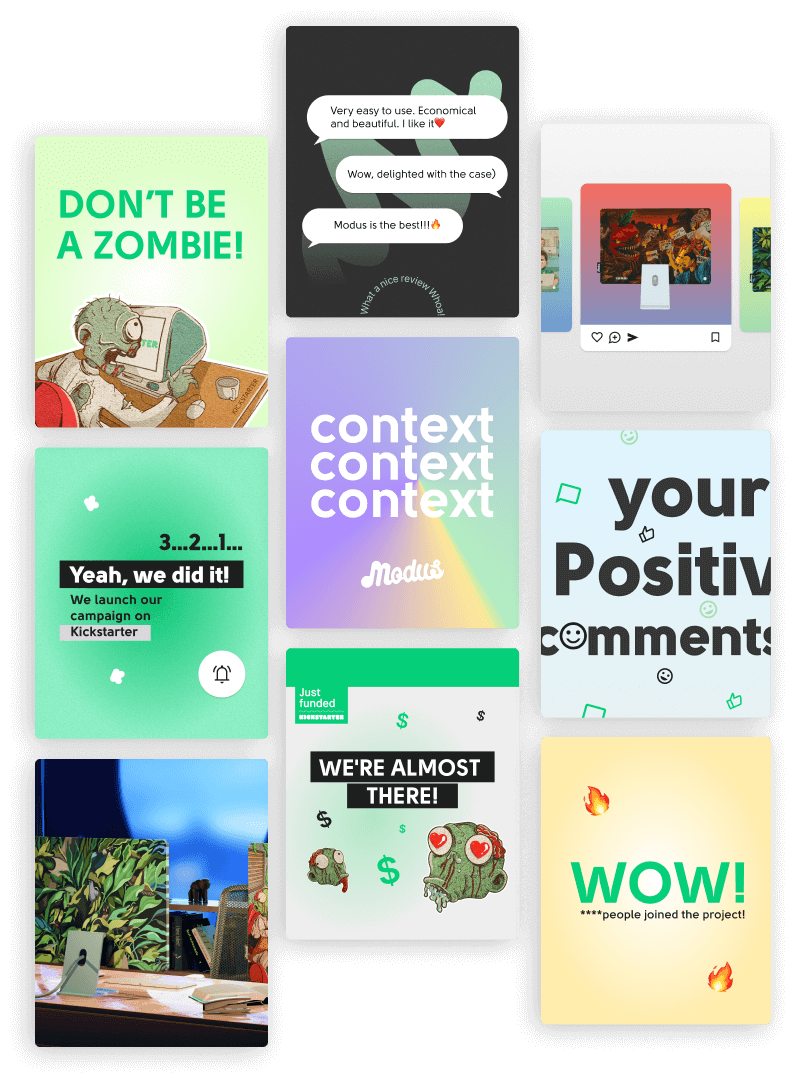 DON'T BE
A ZOMBIE!
TER
KICKSTARTER
3...2...1...
Yeah, we did it!
We launch our
campaign on
Kickstarter
Very easy to use. Economical
and beautiful. I like it❤️
Wow, delighted with the case)
Modus is the best!!!🔥
What a nice review Whoa!
context
context
context
Modus
Just
funded
KICKSTARTER
WE'RE ALMOST
THERE!
your
Positiv
comments
WOW!
****people joined the project!